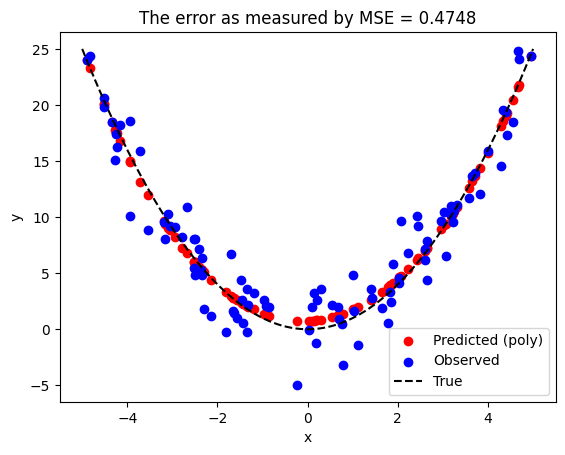 The error as measured by MSE = 0.4748
25
20
15
10
5
0
−5
y
−4
−2
0
2
4
x
Predicted (poly)
Observed
True